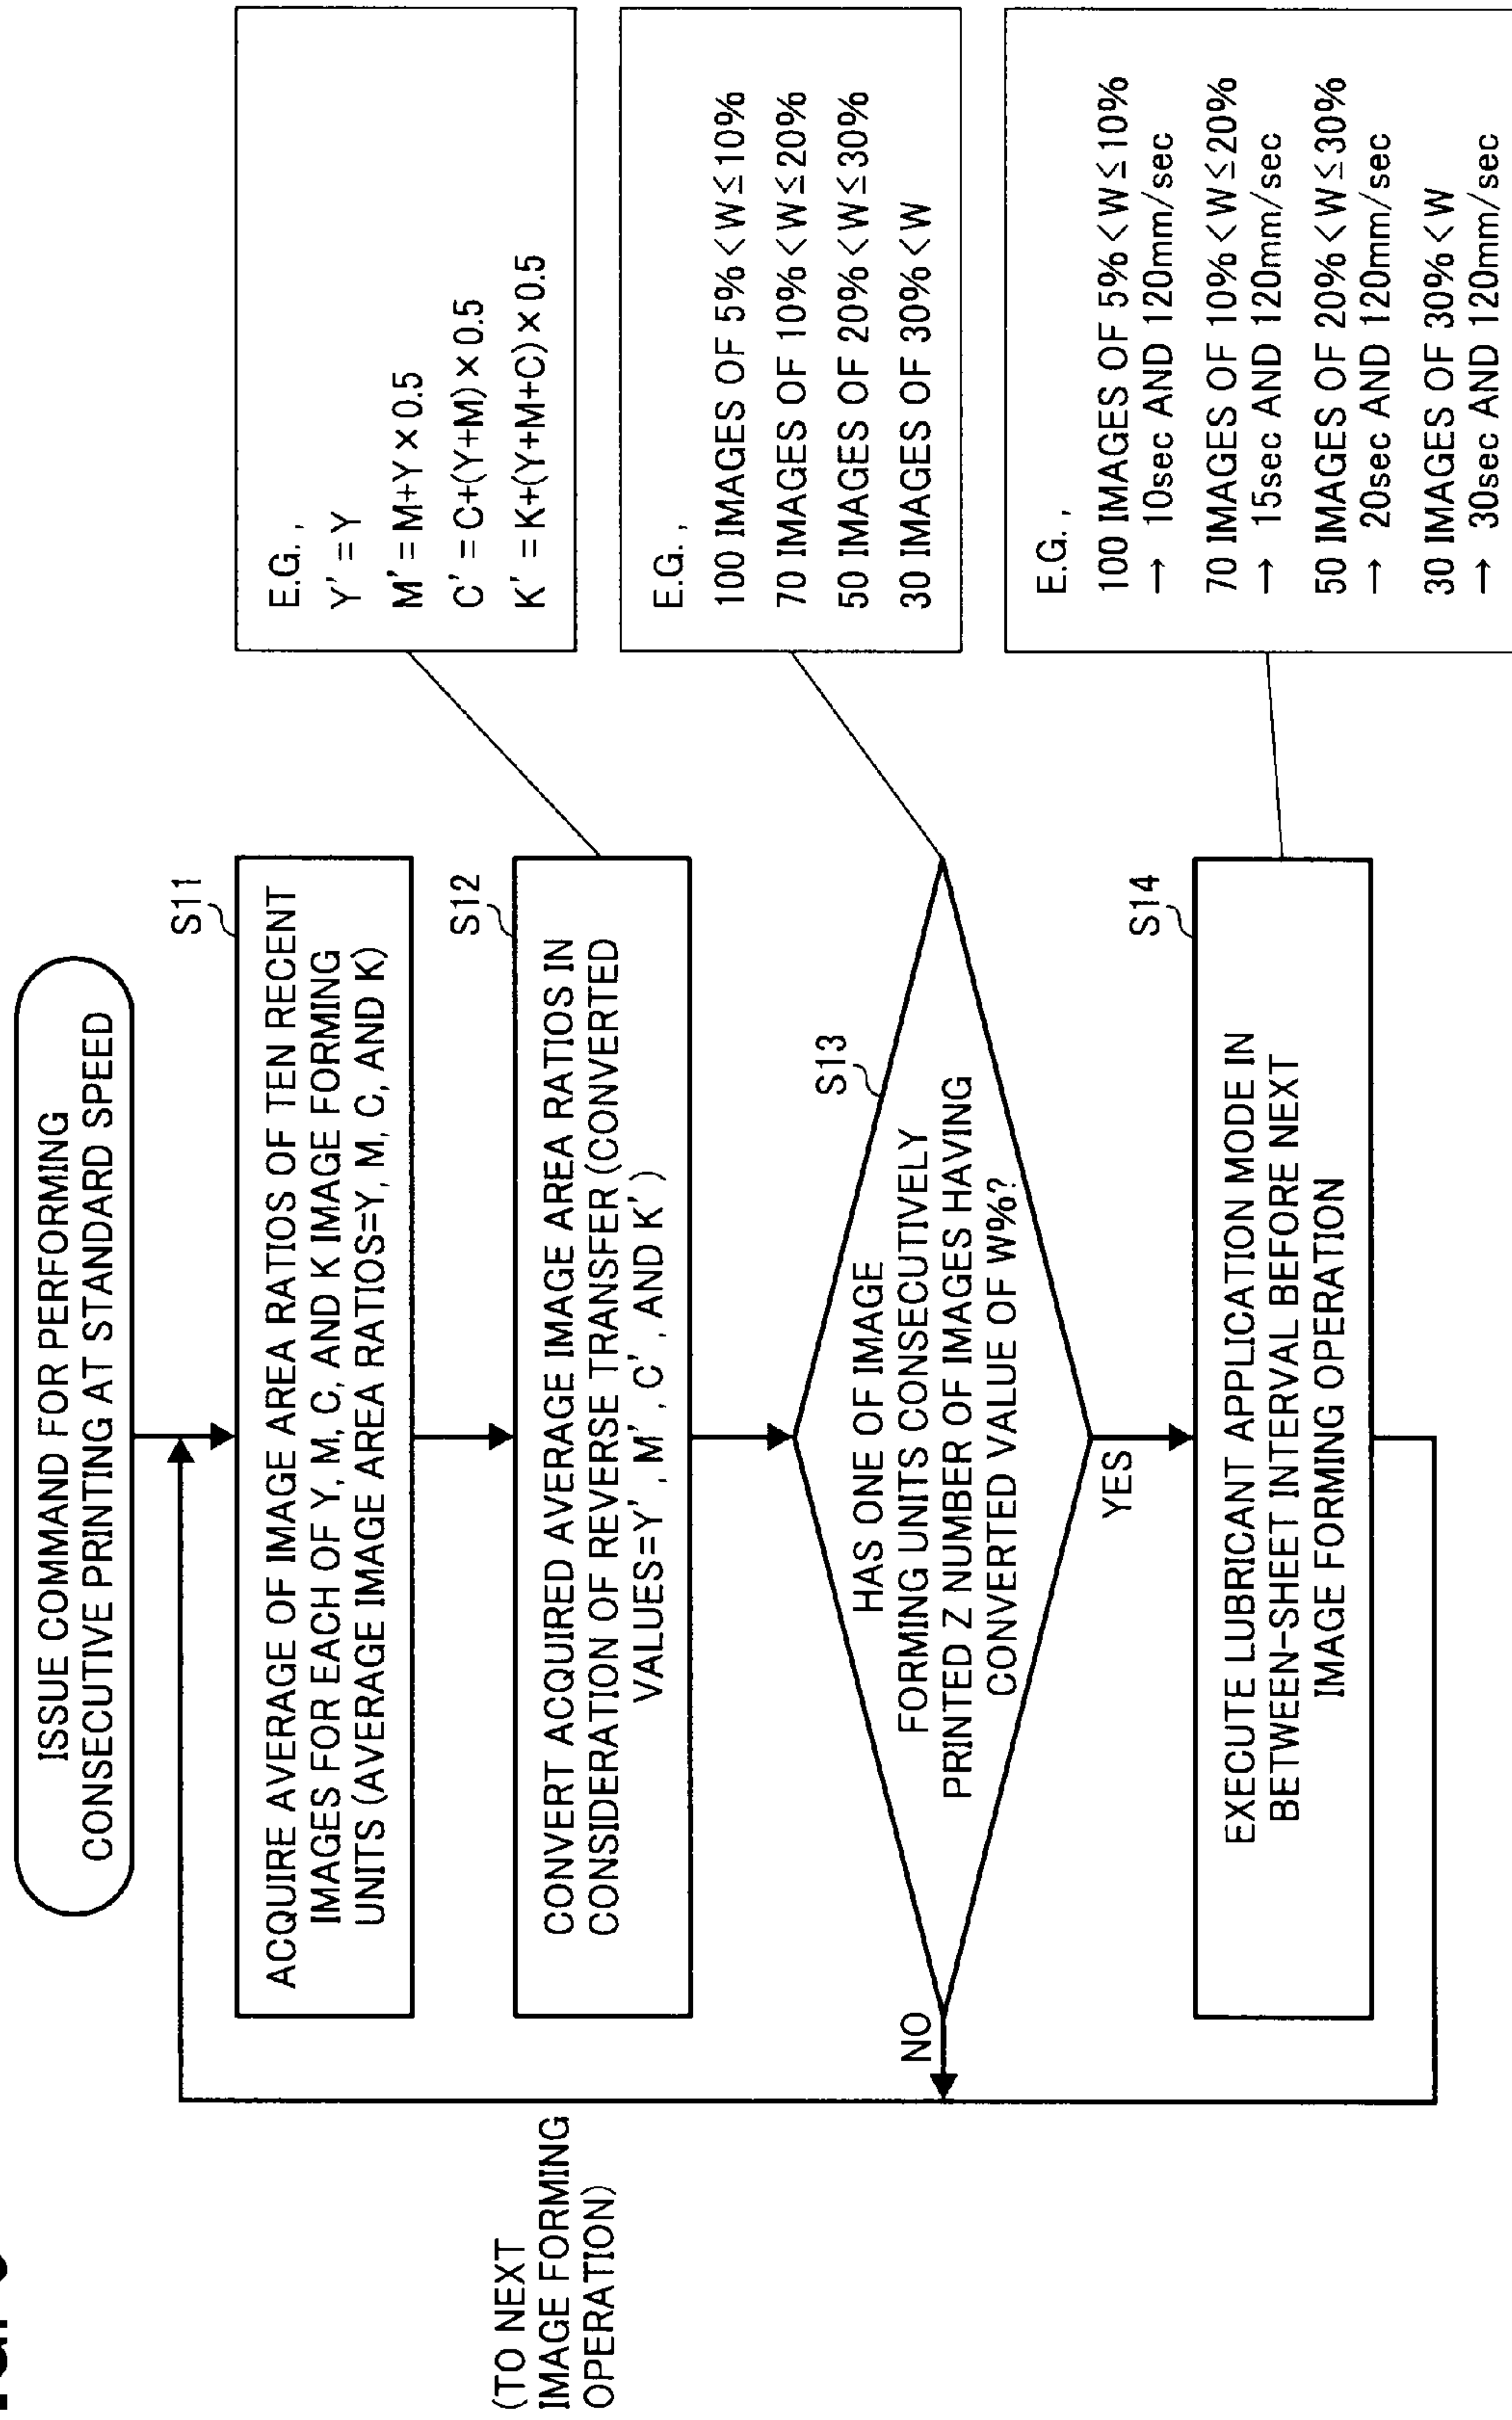 ISSUE COMMAND FOR PERFORMING
CONSECUTIVE PRINTING AT STANDARD SPEED
S11
ACQUIRE AVERAGE OF IMAGE AREA RATIOS OF TEN RECENT
IMAGES FOR EACH OF Y, M, C, AND K IMAGE FORMING
UNITS (AVERAGE IMAGE AREA RATIOS=Y, M, C, AND K)
S12
CONVERT ACQUIRED AVERAGE IMAGE AREA RATIOS IN
CONSIDERATION OF REVERSE TRANSFER (CONVERTED
VALUES=Y′, M′, C′, AND K′)
E.G.,
Y′=Y
M′=M+Y×0.5
C′=C+(Y+M)×0.5
K′=K+(Y+M+C)×0.5
(TO NEXT
IMAGE FORMING
OPERATION)
S13
HAS ONE OF IMAGE
FORMING UNITS CONSECUTIVELY
PRINTED Z NUMBER OF IMAGES HAVING
CONVERTED VALUE OF W%?
NO
YES
E.G.,
100 IMAGES OF 5%<W≤10%
70 IMAGES OF 10%<W≤20%
50 IMAGES OF 20%<W≤30%
30 IMAGES OF 30%<W
S14
EXECUTE LUBRICANT APPLICATION MODE IN
BETWEEN-SHEET INTERVAL BEFORE NEXT
IMAGE FORMING OPERATION
E.G.,
100 IMAGES OF 5%<W≤10%
→ 10sec AND 120mm/sec
70 IMAGES OF 10%<W≤20%
→ 15sec AND 120mm/sec
50 IMAGES OF 20%<W≤30%
→ 20sec AND 120mm/sec
30 IMAGES OF 30%<W
→ 30sec AND 120mm/sec